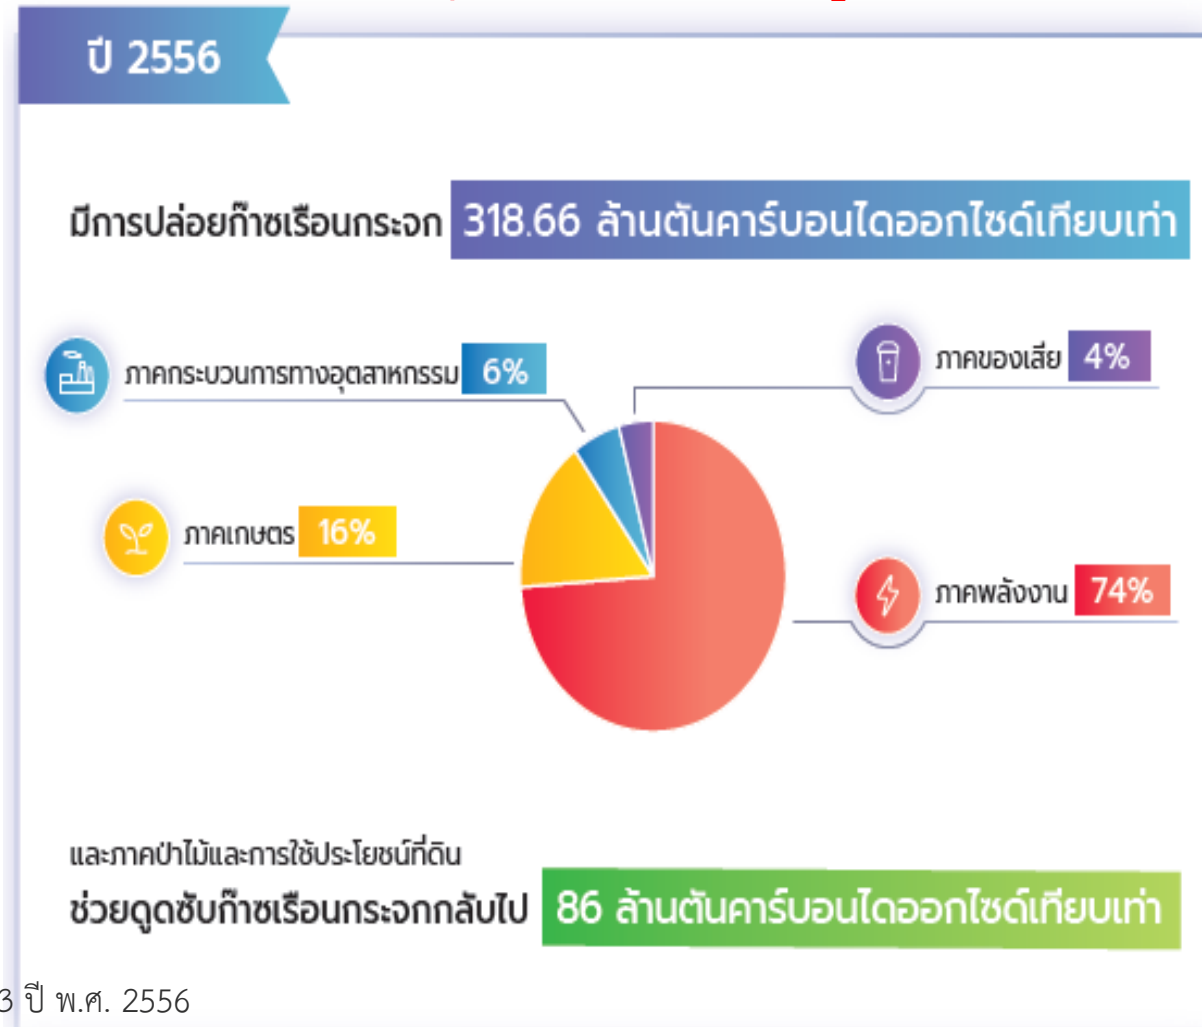 ปี 2556
มีการปล่อยก๊าซเรือนกระจก 318.66 ล้านตันคาร์บอนไดออกไซด์เทียบเท่า
ภาคกระบวนการทางอุตสาหกรรม 6%
ภาคของเสีย 4%
ภาคเกษตร 16%
ภาคพลังงาน 74%
และภาคป่าไม้และการใช้ประโยชน์ที่ดิน
ช่วยดูดซับก๊าซเรือนกระจกกลับไป 86 ล้านตันคาร์บอนไดออกไซด์เทียบเท่า
3 ปี พ.ศ. 2556